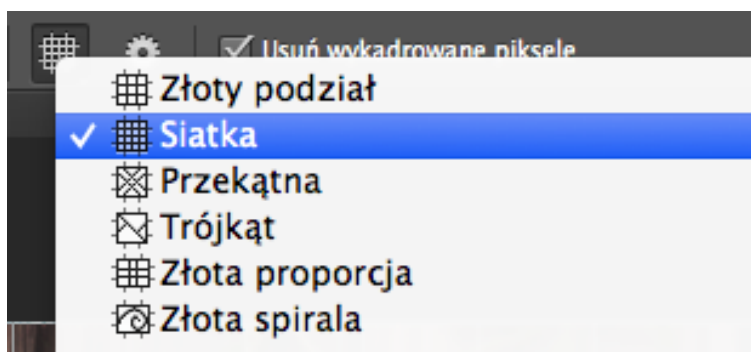 Usuń wykadrowane piksele
Złoty podział
Siatka
Przekątna
Trójkąt
Złota proporcja
Złota spirala